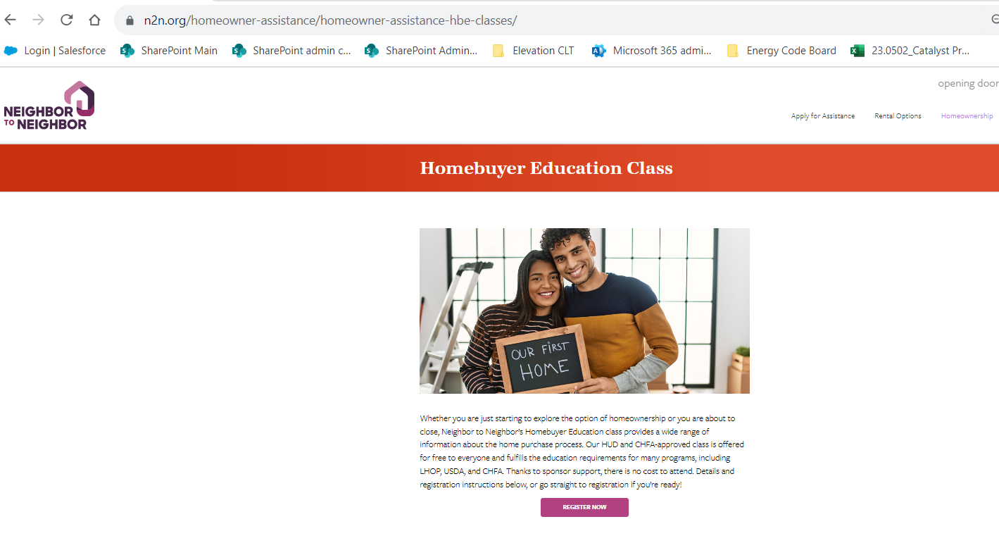 n2n.org/homeowner-assistance/homeowner-assistance-hbe-classes/
Login | Salesforce SharePoint Main SharePoint admin c... SharePoint Admin... Elevation CLT Microsoft 365 admi... Energy Code Board 23.0502_Catalyst Pr...
opening door
NEIGHBOR
TO NEIGHBOR
Apply for Assistance Rental Options Homeownership
Homebuyer Education Class
OUR FIRST
HOME
Whether you are just starting to explore the option of homeownership or you are about to
close, Neighbor to Neighbor's Homebuyer Education class provides a wide range of
information about the home purchase process. Our HUD and CHFA-approved class is offered
for free to everyone and fulfills the education requirements for many programs, including
LHOP, USDA, and CHFA. Thanks to sponsor support, there is no cost to attend. Details and
registration instructions below, or go straight to registration if you're ready!
REGISTER NOW